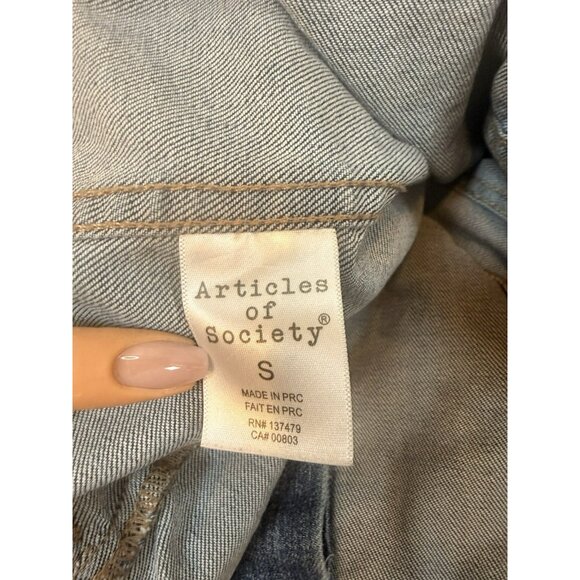 Articles
of
Society®
S
MADE IN PRC
FAIT EN PRC
RN# 137479
CA# 00803